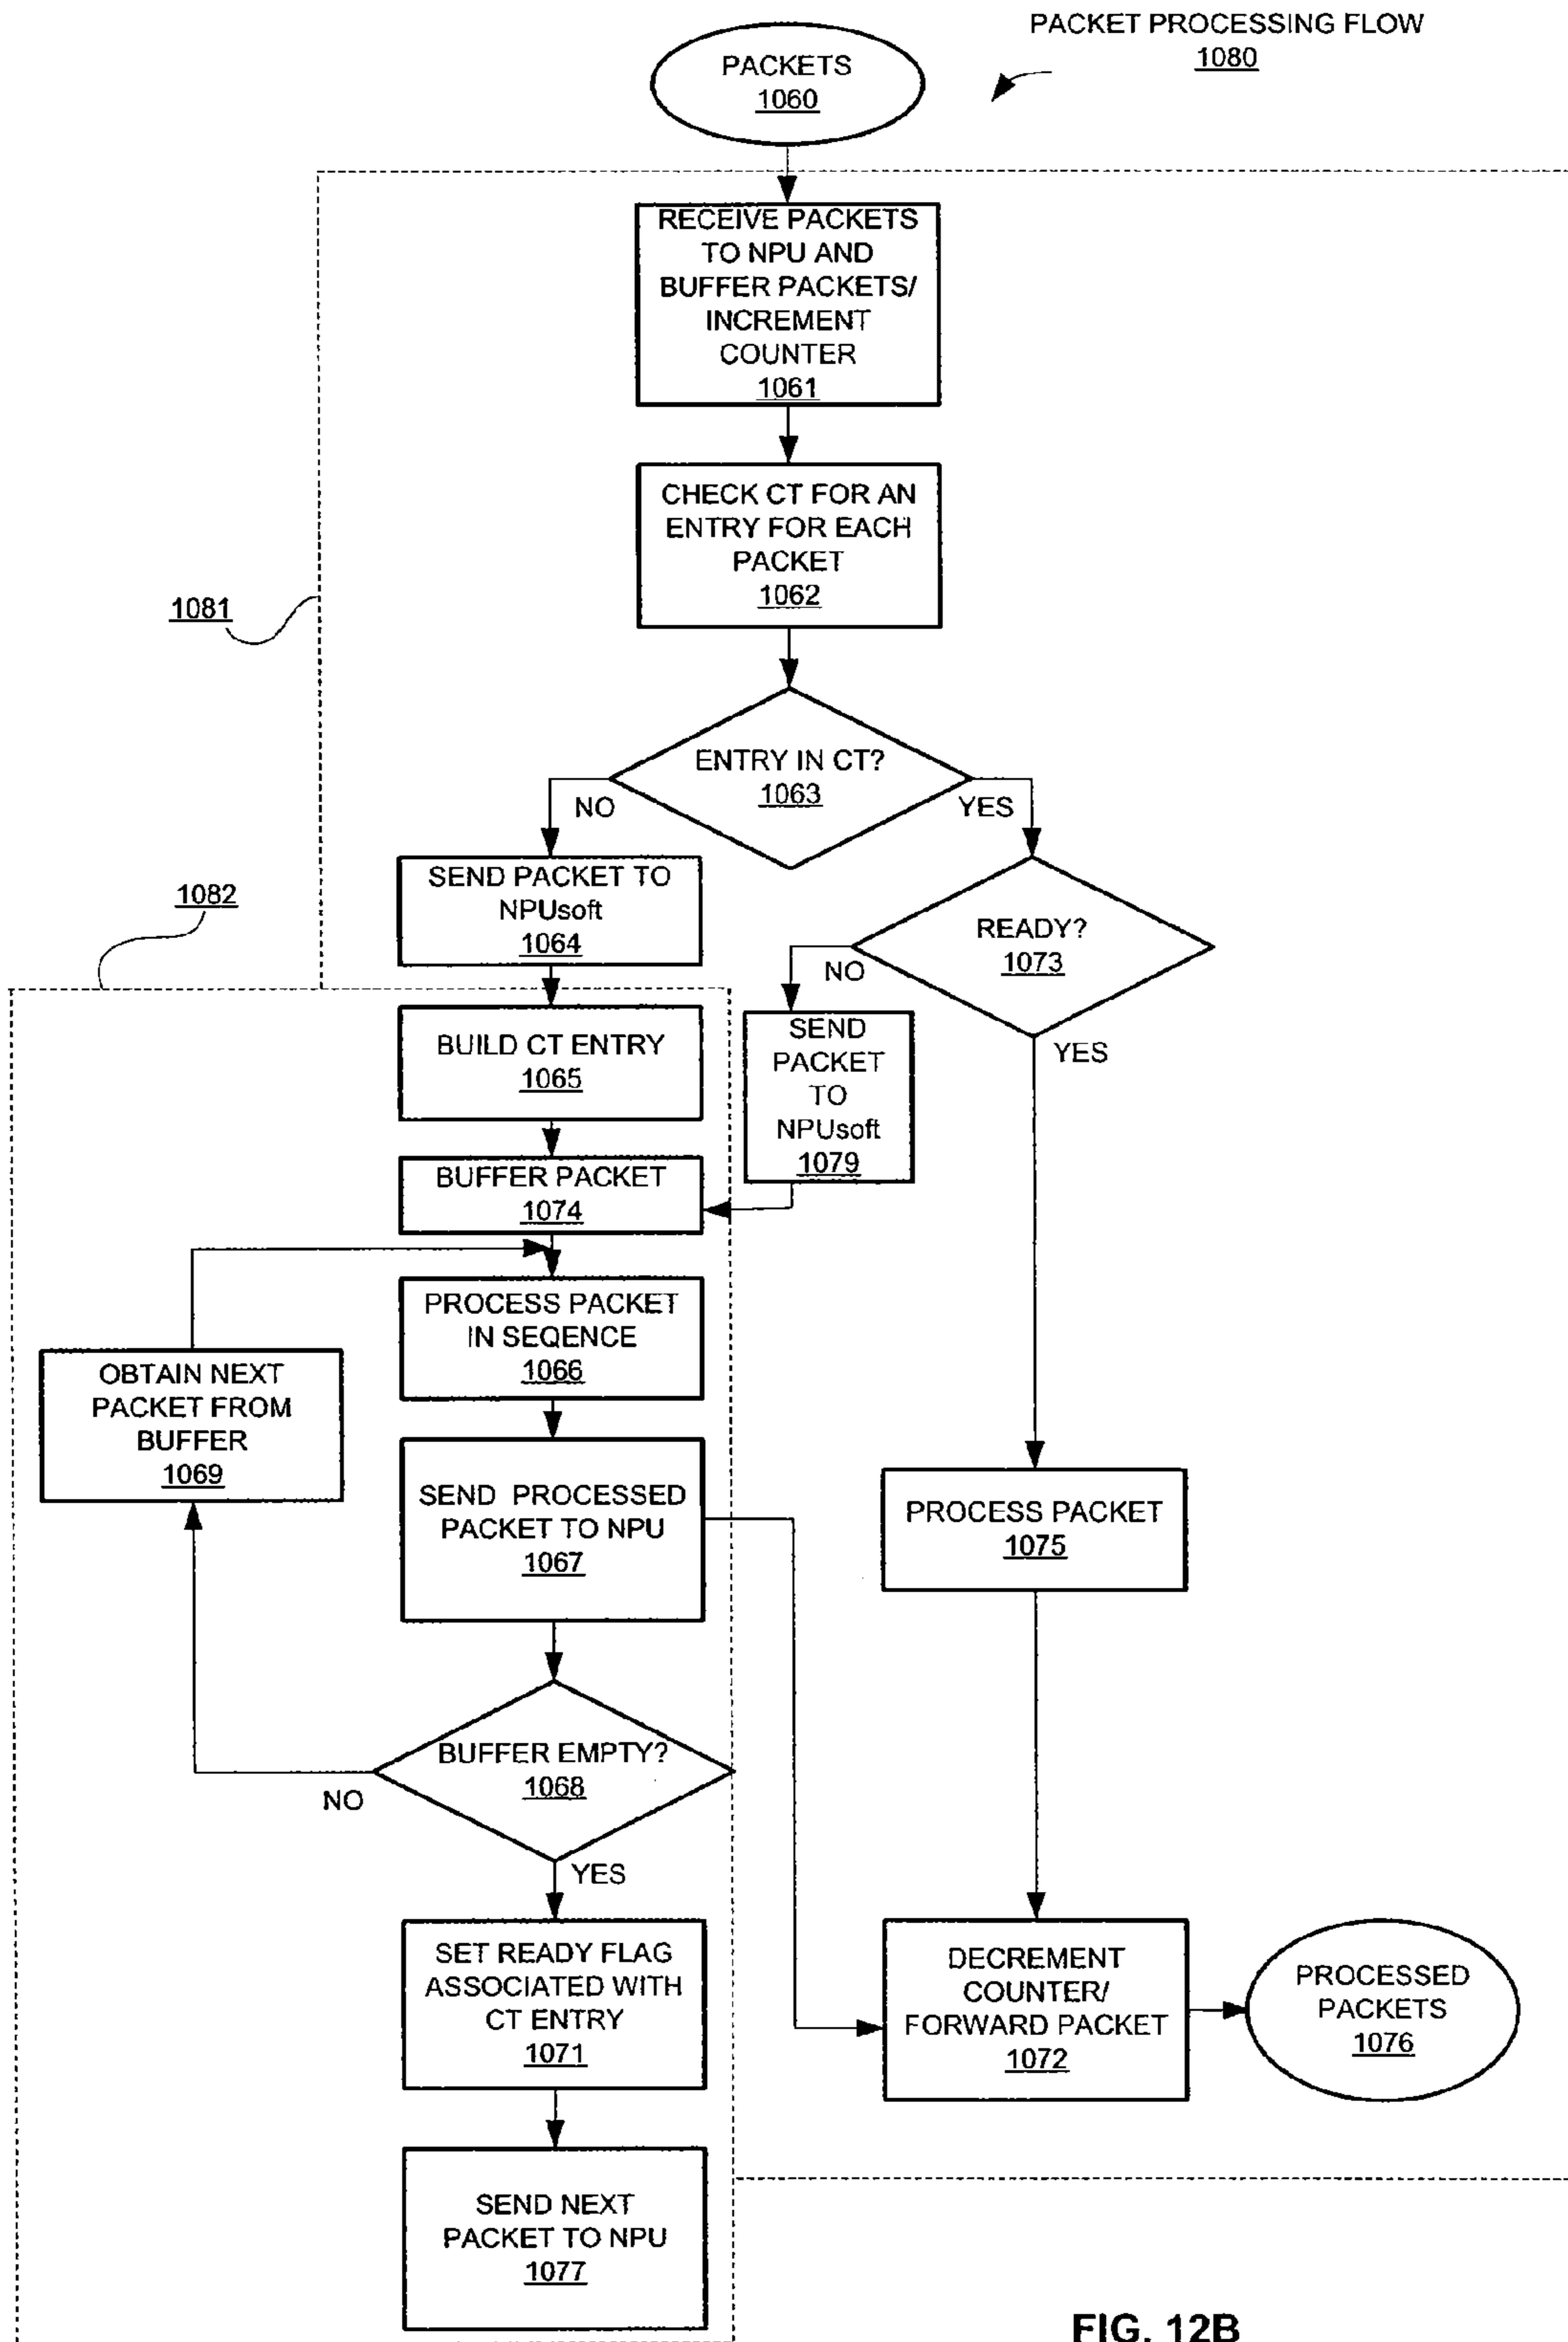 PACKET PROCESSING FLOW
1080
PACKETS
1060
RECEIVE PACKETS
TO NPU AND
BUFFER PACKETS/
INCREMENT
COUNTER
1061
CHECK CT FOR AN
ENTRY FOR EACH
PACKET
1062
1081
ENTRY IN CT?
1063
NO
YES
SEND PACKET TO
NPUsoft
1064
1082
READY?
1073
NO
YES
BUILD CT ENTRY
1065
SEND
PACKET
TO
NPUsoft
1079
BUFFER PACKET
1074
PROCESS PACKET
IN SEQENCE
1066
OBTAIN NEXT
PACKET FROM
BUFFER
1069
SEND PROCESSED
PACKET TO NPU
1067
PROCESS PACKET
1075
BUFFER EMPTY?
1068
NO
YES
SET READY FLAG
ASSOCIATED WITH
CT ENTRY
1071
DECREMENT
COUNTER/
FORWARD PACKET
1072
PROCESSED
PACKETS
1076
SEND NEXT
PACKET TO NPU
1077
FIG. 12B